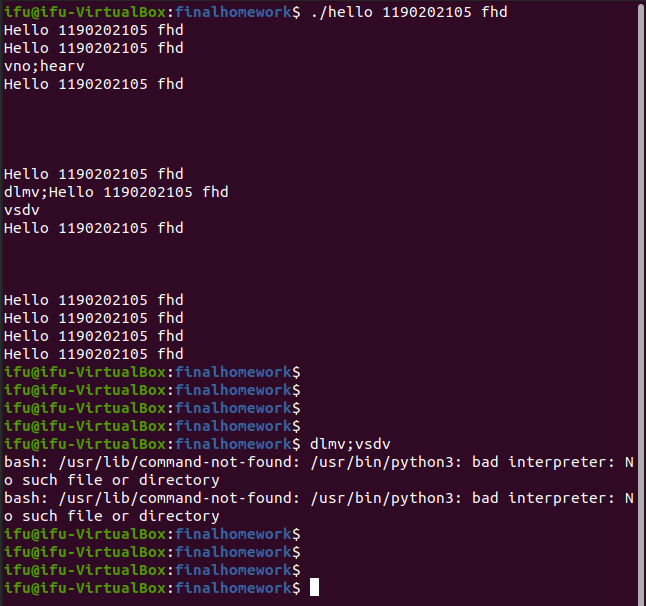 ifu@ifu-VirtualBox:finalhomework$ ./hello 1190202105 fhd
Hello 1190202105 fhd
Hello 1190202105 fhd
vno;hearv
Hello 1190202105 fhd
Hello 1190202105 fhd
dlmv;Hello 1190202105 fhd
vsdv
Hello 1190202105 fhd
Hello 1190202105 fhd
Hello 1190202105 fhd
Hello 1190202105 fhd
Hello 1190202105 fhd
ifu@ifu-VirtualBox:finalhomework$
ifu@ifu-VirtualBox:finalhomework$
ifu@ifu-VirtualBox:finalhomework$
ifu@ifu-VirtualBox:finalhomework$
ifu@ifu-VirtualBox:finalhomework$ dlmv;vsdv
bash: /usr/lib/command-not-found: /usr/bin/python3: bad interpreter: N
o such file or directory
bash: /usr/lib/command-not-found: /usr/bin/python3: bad interpreter: N
o such file or directory
ifu@ifu-VirtualBox:finalhomework$
ifu@ifu-VirtualBox:finalhomework$
ifu@ifu-VirtualBox:finalhomework$
ifu@ifu-VirtualBox:finalhomework$